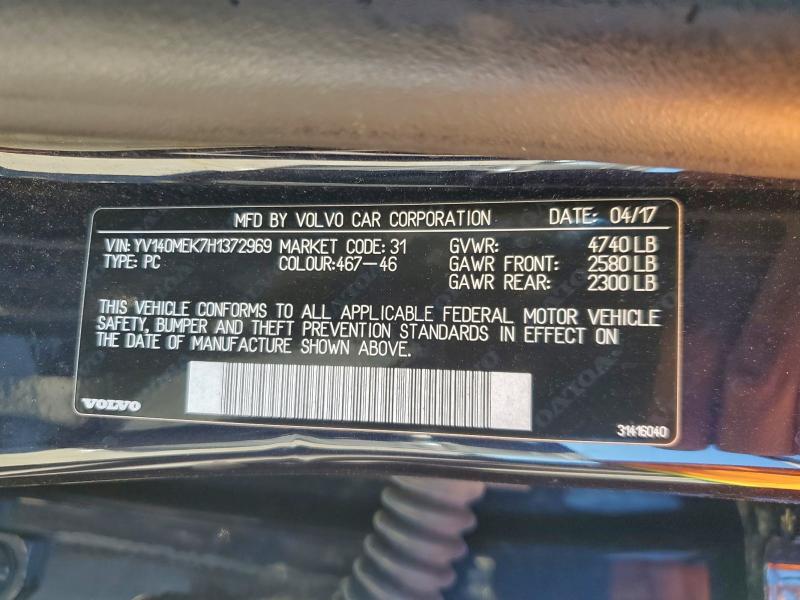 MFD BY VOLVO CAR CORPORATION DATE: 04/17
VIN: YV140MEK7H1372969 MARKET CODE: 31 GVWR: 4740 LB
TYPE: PC COLOUR:467-46 GAWR FRONT: 2580 LB
GAWR REAR: 2300 LB
THIS VEHICLE CONFORMS TO ALL APPLICABLE FEDERAL MOTOR VEHICLE
SAFETY, BUMPER AND THEFT PREVENTION STANDARDS IN EFFECT ON
THE DATE OF MANUFACTURE SHOWN ABOVE.
VOLVO
31416040